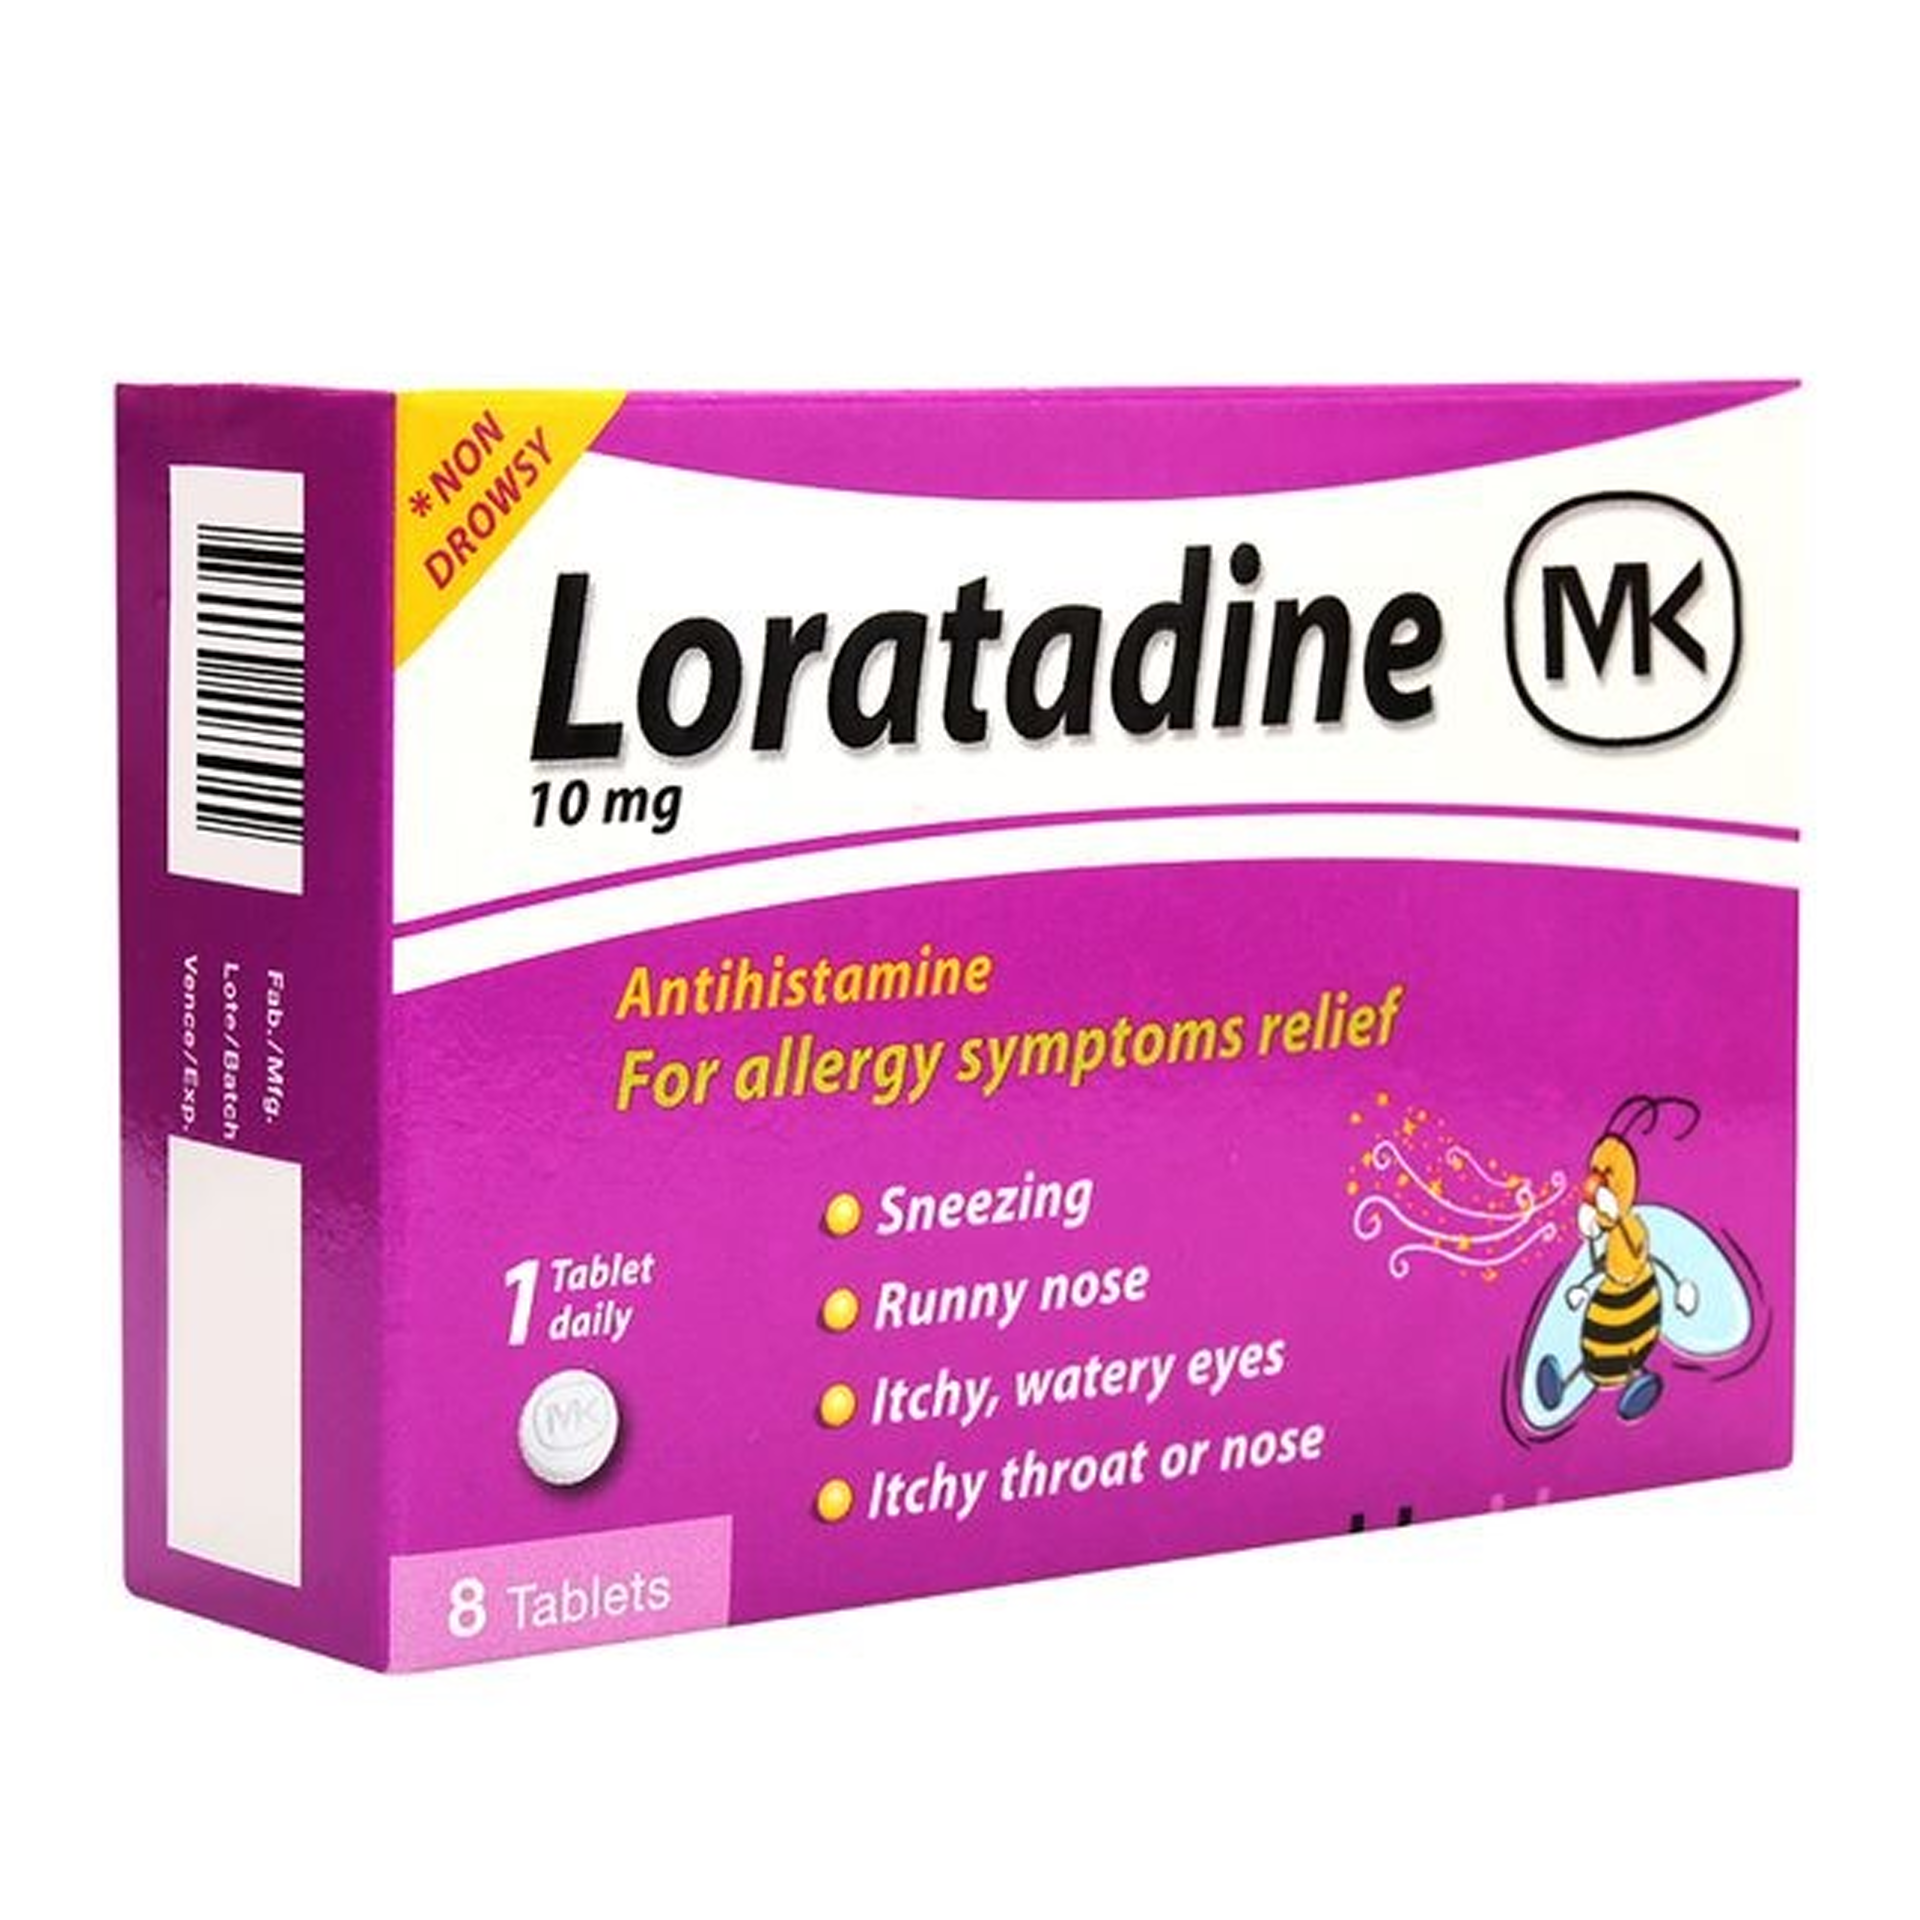 *NON
DROWSY
Loratadine
MK
10 mg
Antihistamine
For allergy symptoms relief
Sneezing
Runny nose
Itchy, watery eyes
Itchy throat or nose
1 Tablet
daily
MK
8 Tablets
Fab./Mfg.
Lote/Batch
Vence/Exp.